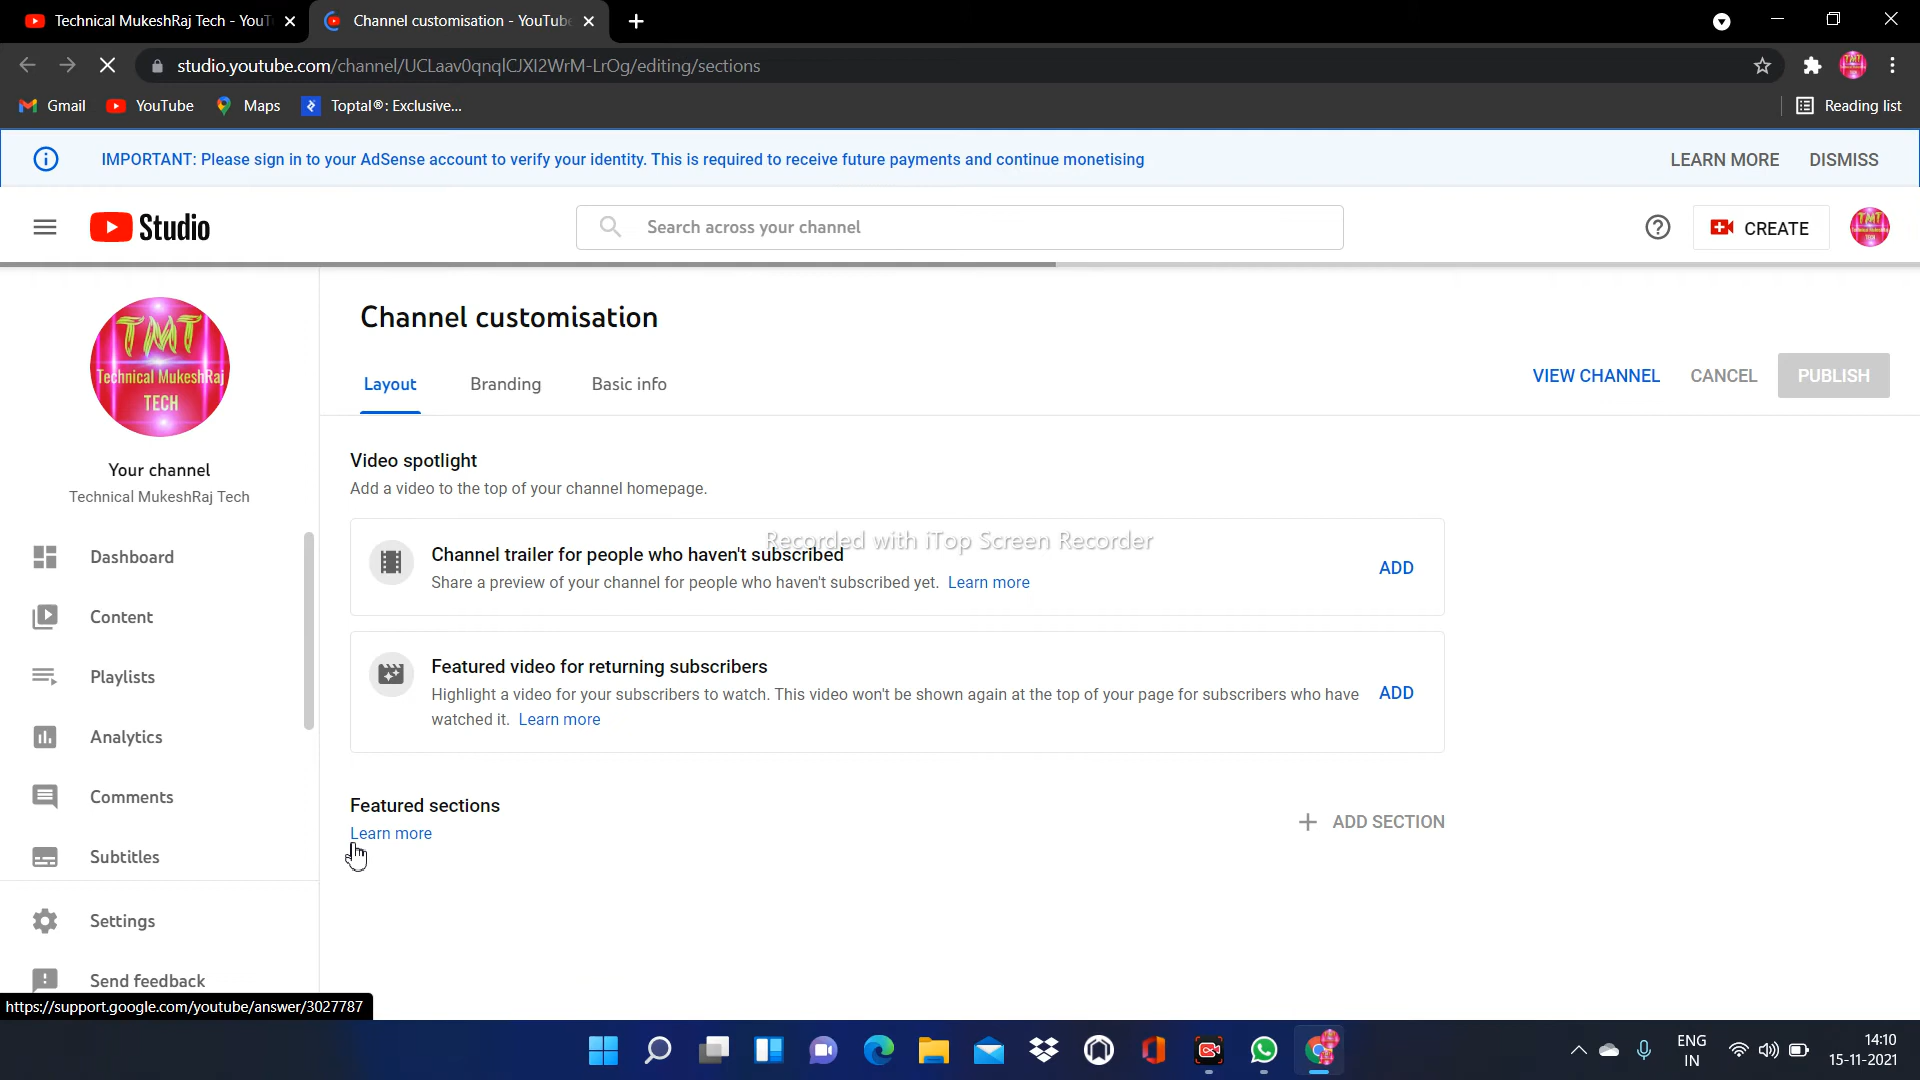 Technical MukeshRaj Tech - YouT
Channel customisation - YouTube
studio.youtube.com/channel/UCLaav0qnqlCJXI2WrM-LrOg/editing/sections
Gmail
YouTube
Maps
Toptal®: Exclusive...
Reading list
IMPORTANT: Please sign in to your AdSense account to verify your identity. This is required to receive future payments and continue monetising
LEARN MORE
DISMISS
Studio
Search across your channel
CREATE
TMT
Technical MukeshRaj
TECH
Your channel
Technical MukeshRaj Tech
Dashboard
Content
Playlists
Analytics
Comments
Subtitles
Settings
Send feedback
Channel customisation
Layout
Branding
Basic info
VIEW CHANNEL
CANCEL
PUBLISH
Video spotlight
Add a video to the top of your channel homepage.
Recorded with iTop Screen Recorder
Channel trailer for people who haven't subscribed
Share a preview of your channel for people who haven't subscribed yet. Learn more
ADD
Featured video for returning subscribers
Highlight a video for your subscribers to watch. This video won't be shown again at the top of your page for subscribers who have
watched it. Learn more
ADD
Featured sections
Learn more
ADD SECTION
https://support.google.com/youtube/answer/3027787
ENG
IN
14:10
15-11-2021